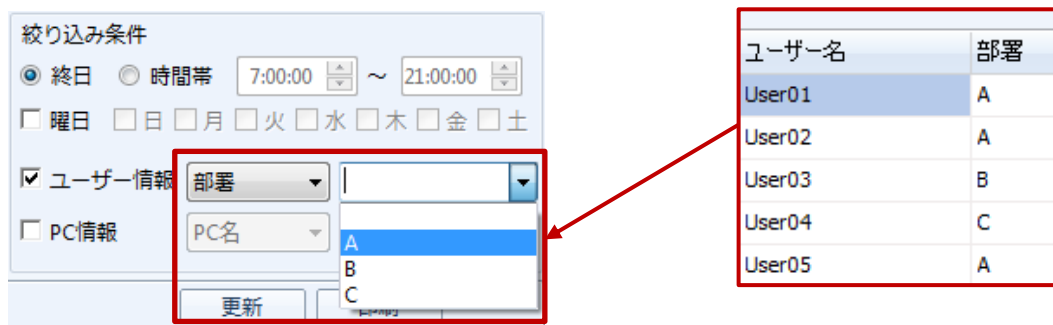 絞り込み条件
終日 時間帯 7:00:00 ～ 21:00:00
曜日 日 月 火 水 木 金 土
ユーザー情報 部署
PC情報 PC名
A
B
C
更新
ユーザー名 部署
User01 A
User02 A
User03 B
User04 C
User05 A